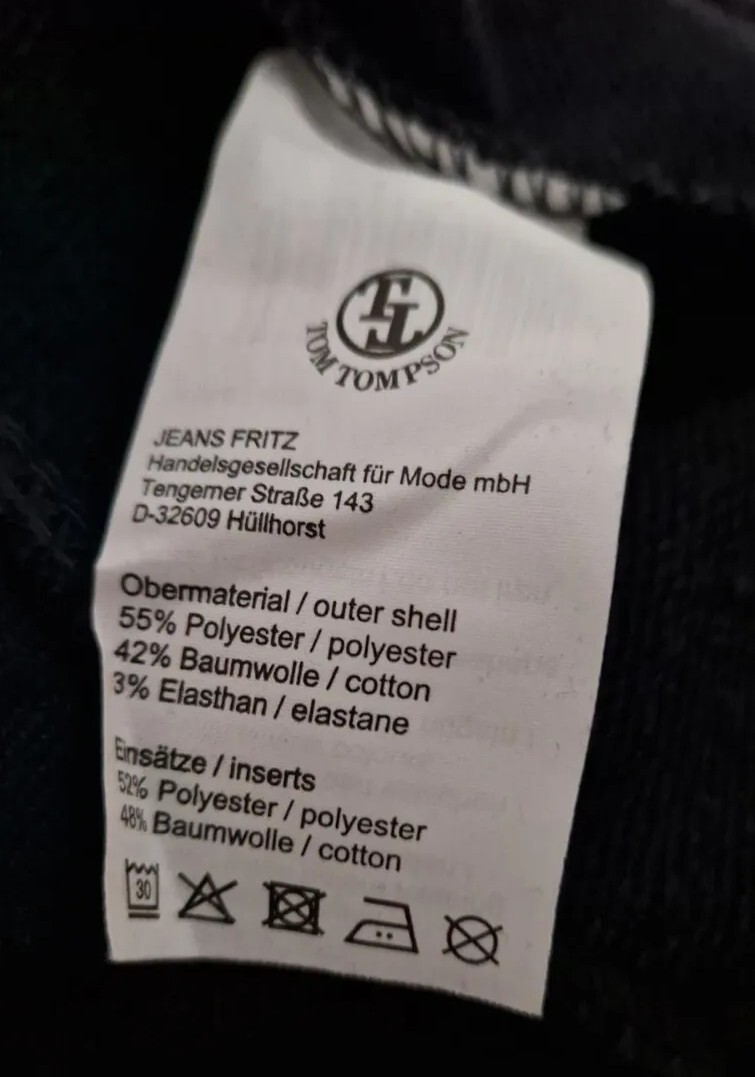 TOM TOMPSON
JEANS FRITZ
Handelsgesellschaft für Mode mbH
Tengerner Straße 143
D-32609 Hüllhorst
Obermaterial / outer shell
55% Polyester / polyester
42% Baumwolle / cotton
3% Elasthan / elastane
Einsätze / inserts
52% Polyester / polyester
48% Baumwolle / cotton
30